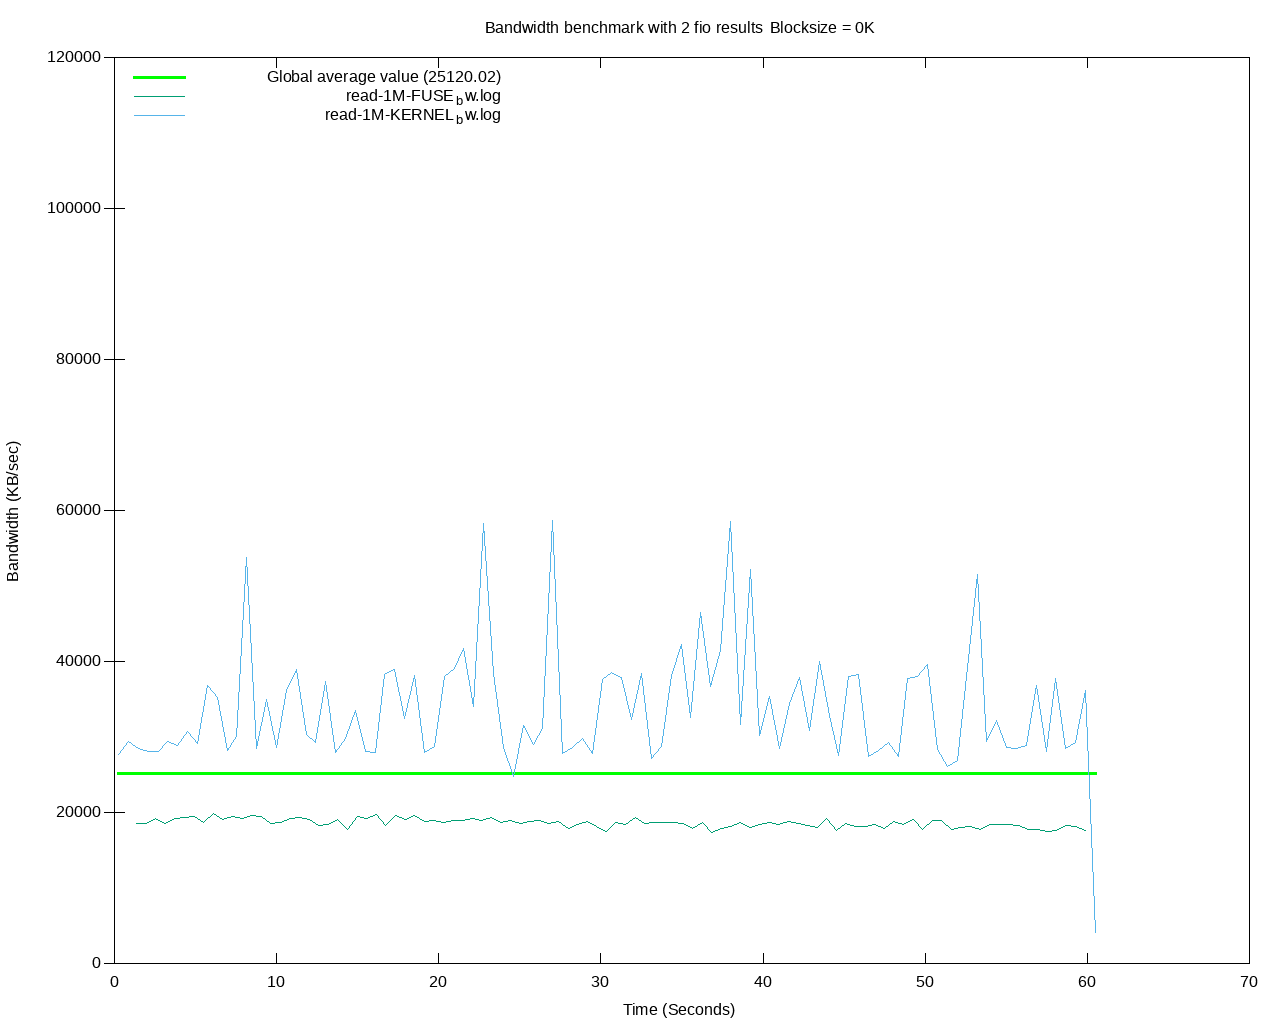 Bandwidth benchmark with 2 fio results Blocksize = 0K
Global average value (25120.02)
read-1M-FUSE_bw.log
read-1M-KERNEL_bw.log
120000
100000
80000
60000
40000
20000
0
Bandwidth (KB/sec)
0 10 20 30 40 50 60 70
Time (Seconds)